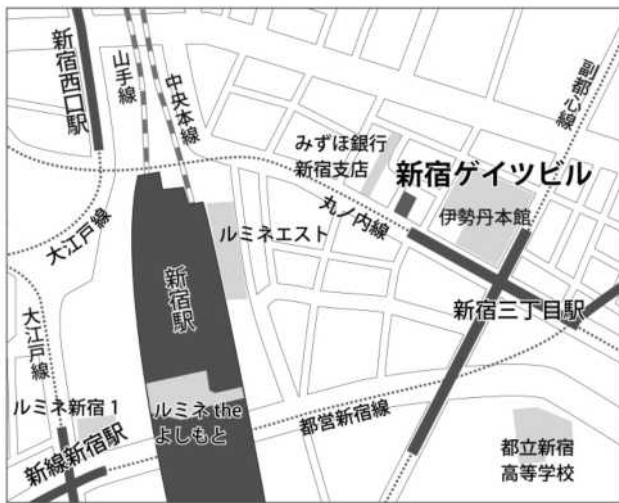 新宿西口駅
山手線
中央本線
副都心線
みずほ銀行
新宿支店
新宿ゲイツビル
伊勢丹本館
丸ノ内線
大江戸線
ルミネエスト
新宿駅
新宿三丁目駅
大江戸線
ルミネ新宿 1
ルミネ the
よしもと
都営新宿線
新線新宿駅
都立新宿
高等学校